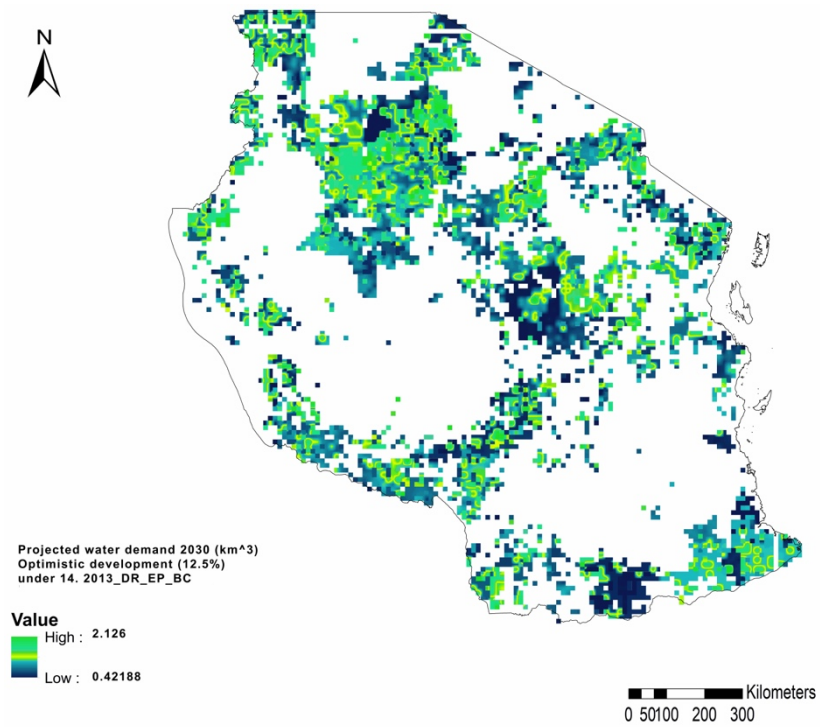 N
Projected water demand 2030 (km^3)
Optimistic development (12.5%)
under 14. 2013_DR_EP_BC
Value
High : 2.126
Low : 0.42188
Kilometers
0 50100 200 300